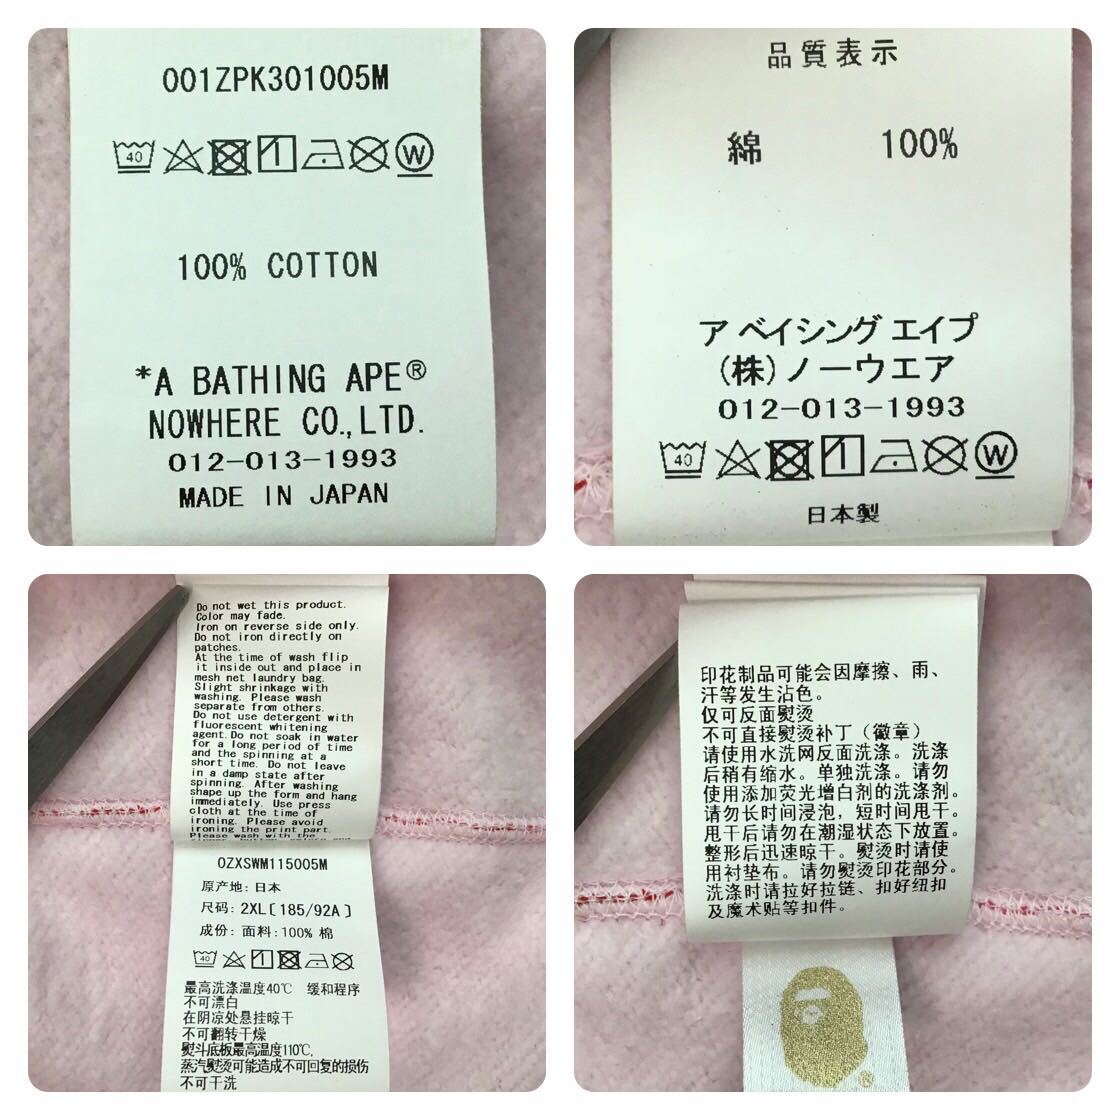 001ZPK301005M
40
W
100% COTTON
*A BATHING APE®
NOWHERE CO.,LTD.
012-013-1993
MADE IN JAPAN
品質表示
綿 100%
ア ベイシング エイプ
(株)ノーウエア
012-013-1993
40
W
日本製
Do not wet this product.
Color may fade.
Iron on reverse side only.
Do not iron directly on
patches.
At the time of wash flip
it inside out and place in
mesh net laundry bag.
Slight shrinkage with
washing. Please wash
separate from others.
Do not use detergent with
fluorescent whitening
agent.Do not soak in water
for a long period of time
and the spinning at a
short time. Do not leave
in a damp state after
spinning. After washing
shape up the form and hang
immediately. Use press
cloth at the time of
ironing. Please avoid
ironing the print part.
Please wash with the
OZXSWM115005M
原产地: 日本
尺码: 2XL[185/92A]
成份: 面料:100% 棉
40
最高洗涤温度40℃ 缓和程序
不可漂白
在阴凉处悬挂晾干
不可翻转干燥
熨斗底板最高温度110℃,
蒸汽熨烫可能造成不可回复的损伤
不可干洗
印花制品可能会因摩擦、雨、
汗等发生沾色。
仅可反面熨烫
不可直接熨烫补丁（徽章）
请使用水洗网反面洗涤。洗涤
后稍有缩水。单独洗涤。请勿
使用添加荧光增白剂的洗涤剂。
请勿长时间浸泡，短时间甩干。
甩干后请勿在潮湿状态下放置。
整形后迅速晾干。熨烫时请使
用衬垫布。请勿熨烫印花部分。
洗涤时请拉好拉链、扣好纽扣
及魔术贴等扣件。
®